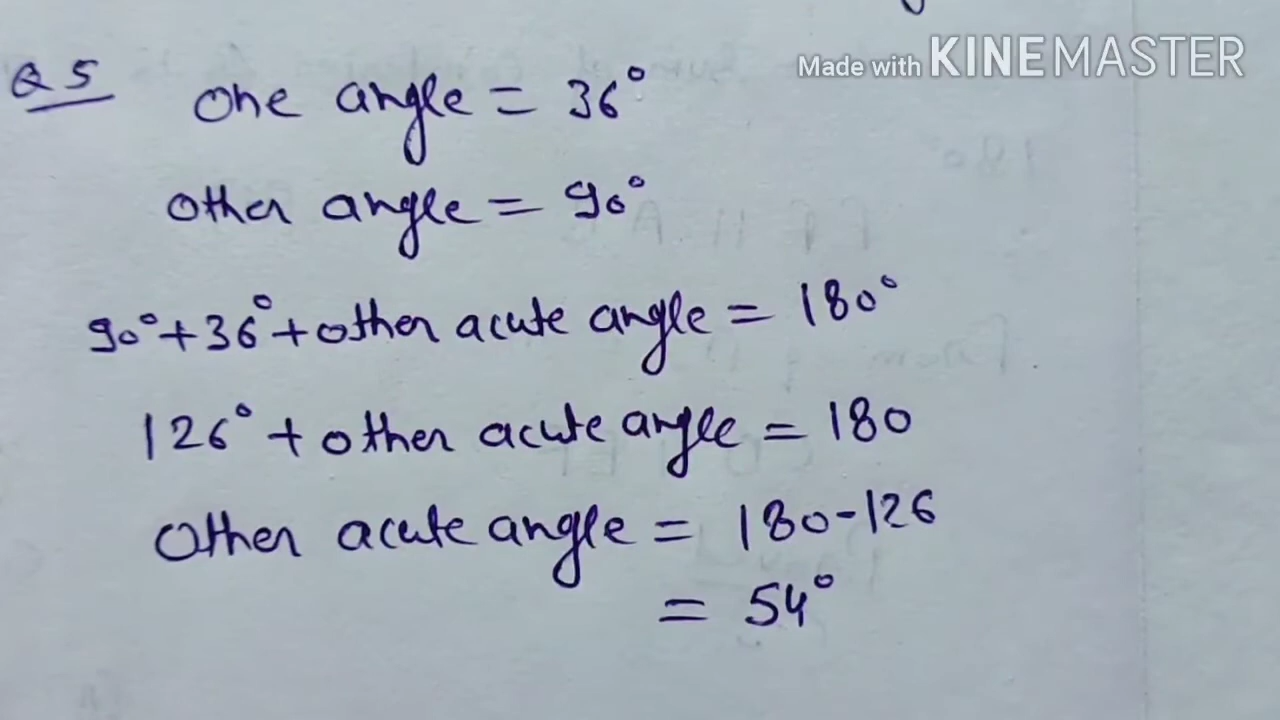 Made with KINEMASTER
Q 5 One angle = 36°
Other angle = 90°
90° + 36° + other acute angle = 180°
126° + other acute angle = 180
Other acute angle = 180 - 126
= 54°